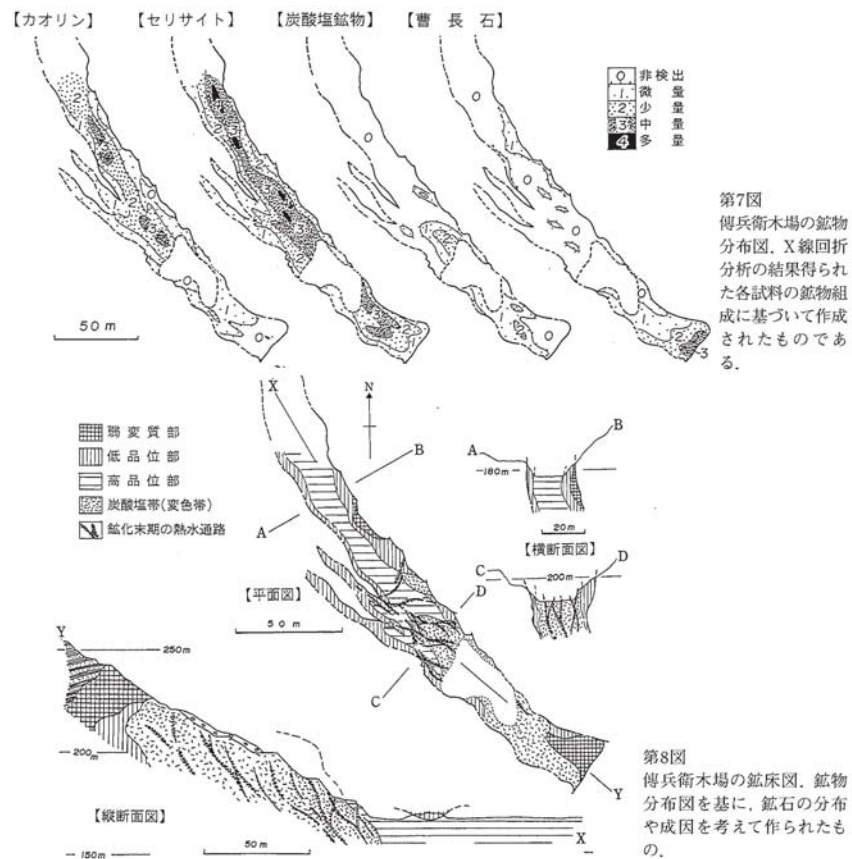 【カオリン】 【セリサイト】 【炭酸塩鉱物】 【曹長石】
0 非検出
1 微量
2 少量
3 中量
4 多量
50m
第7図
傳兵衛木場の鉱物
分布図．X線回折
分析の結果得られ
た各試料の鉱物組
成に基づいて作成
されたものであ
る．
弱変質部
低品位部
高品位部
炭酸塩帯(変色帯)
鉱化末期の熱水通路
X
N
B
A
【平面図】
50m
D
C
Y
A
B
180m
20m
【横断面図】
C
D
200m
Y
250m
200m
【縦断面図】
150m
50m
X
第8図
傳兵衛木場の鉱床図．鉱物
分布図を基に，鉱石の分布
や成因を考えて作られたも
の．